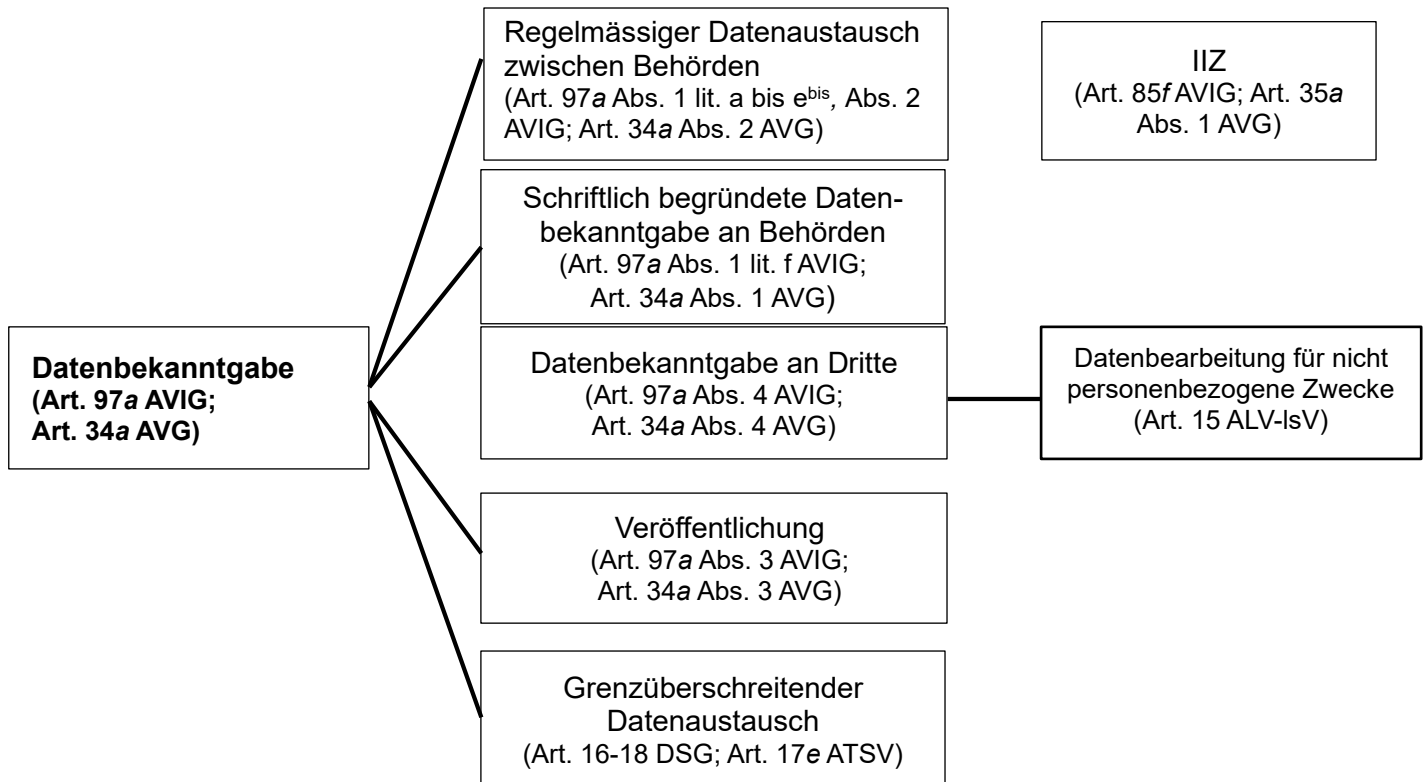 Regelmässiger Datenaustausch
zwischen Behörden
(Art. 97a Abs. 1 lit. a bis e^bis, Abs. 2
AVIG; Art. 34a Abs. 2 AVG)
IIZ
(Art. 85f AVIG; Art. 35a
Abs. 1 AVG)
Schriftlich begründete Daten-
bekanntgabe an Behörden
(Art. 97a Abs. 1 lit. f AVIG;
Art. 34a Abs. 1 AVG)
Datenbekanntgabe
(Art. 97a AVIG;
Art. 34a AVG)
Datenbekanntgabe an Dritte
(Art. 97a Abs. 4 AVIG;
Art. 34a Abs. 4 AVG)
Datenbearbeitung für nicht
personenbezogene Zwecke
(Art. 15 ALV-IsV)
Veröffentlichung
(Art. 97a Abs. 3 AVIG;
Art. 34a Abs. 3 AVG)
Grenzüberschreitender
Datenaustausch
(Art. 16-18 DSG; Art. 17e ATSV)